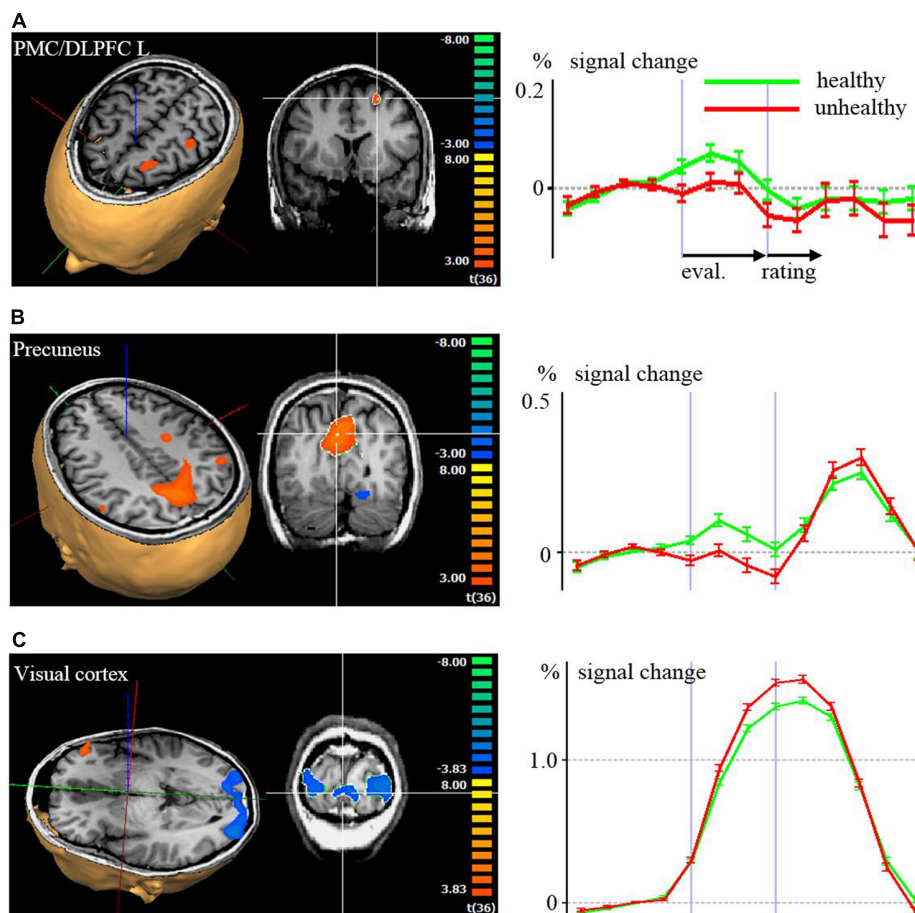 A
PMC/DLPFC L
-8.00
-3.00
8.00
3.00
t(36)
% signal change
0.2
healthy
unhealthy
0
eval.
rating
B
Precuneus
-8.00
-3.00
8.00
3.00
t(36)
% signal change
0.5
0
C
Visual cortex
-8.00
-3.83
8.00
3.83
t(36)
% signal change
1.0
0